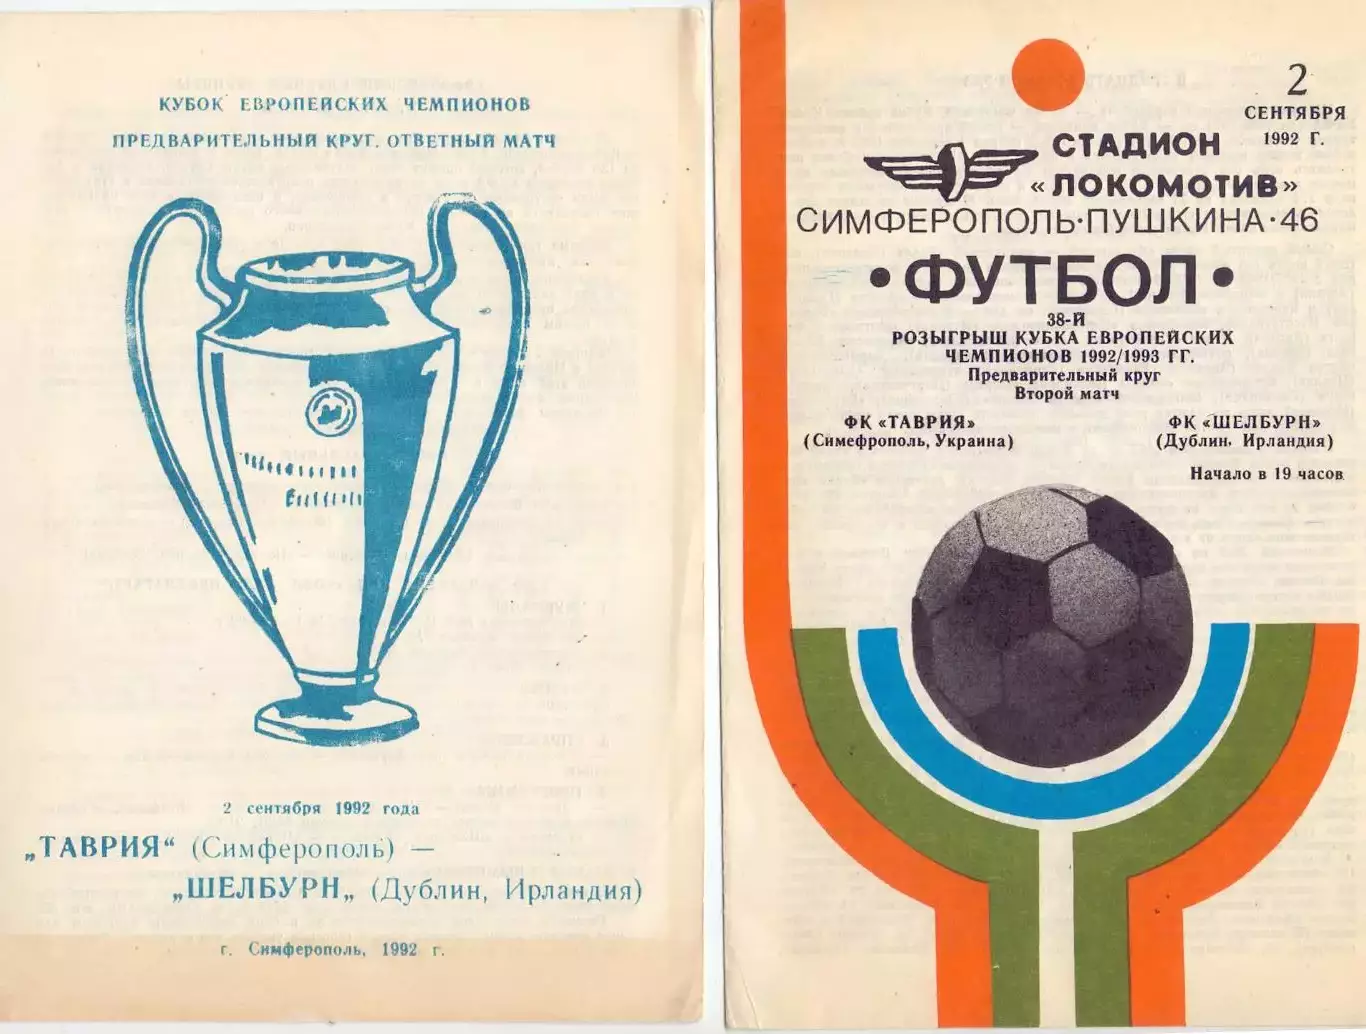 КУБОК ЕВРОПЕЙСКИХ ЧЕМПИОНОВ
ПРЕДВАРИТЕЛЬНЫЙ КРУГ. ОТВЕТНЫЙ МАТЧ
2 сентября 1992 года
„ТАВРИЯ“ (Симферополь) —
„ШЕЛБУРН„ (Дублин, Ирландия)
г. Симферополь, 1992 г.
2
СЕНТЯБРЯ
1992 Г.
СТАДИОН
«ЛОКОМОТИВ»
СИМФЕРОПОЛЬ·ПУШКИНА·46
•ФУТБОЛ•
38-Й
РОЗЫГРЫШ КУБКА ЕВРОПЕЙСКИХ
ЧЕМПИОНОВ 1992/1993 ГГ.
Предварительный круг
Второй матч
ФК «ТАВРИЯ»
(Симефрополь, Украина)
ФК «ШЕЛБУРН»
(Дублин. Ирландия)
Начало в 19 часов